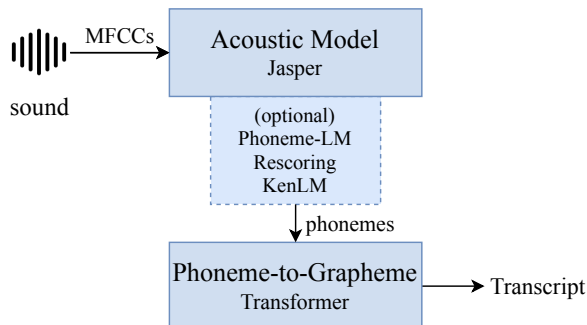 MFCCs
sound
Acoustic Model
Jasper
(optional)
Phoneme-LM
Rescoring
KenLM
phonemes
Phoneme-to-Grapheme
Transformer
Transcript